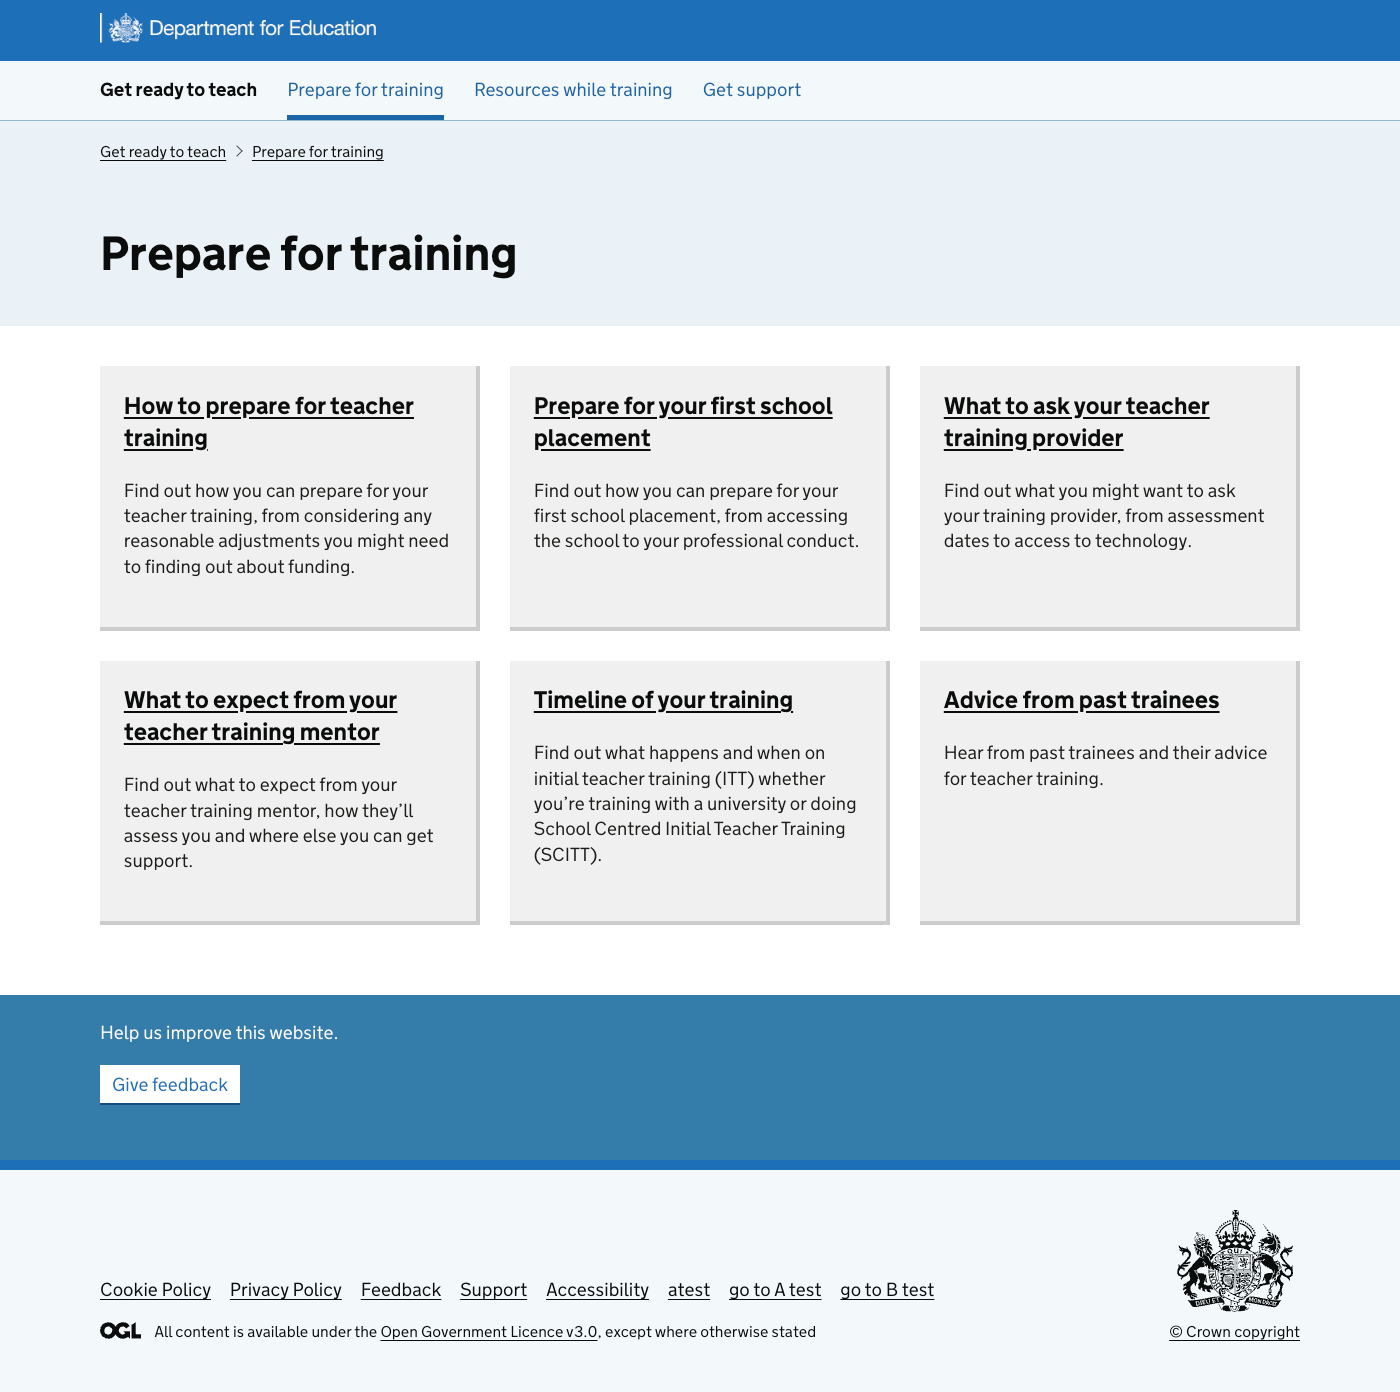 Department for Education
Get ready to teach Prepare for training Resources while training Get support
Get ready to teach Prepare for training
Prepare for training
How to prepare for teacher
training
Find out how you can prepare for your
teacher training, from considering any
reasonable adjustments you might need
to finding out about funding.
Prepare for your first school
placement
Find out how you can prepare for your
first school placement, from accessing
the school to your professional conduct.
What to ask your teacher
training provider
Find out what you might want to ask
your training provider, from assessment
dates to access to technology.
What to expect from your
teacher training mentor
Find out what to expect from your
teacher training mentor, how they’ll
assess you and where else you can get
support.
Timeline of your training
Find out what happens and when on
initial teacher training (ITT) whether
you’re training with a university or doing
School Centred Initial Teacher Training
(SCITT).
Advice from past trainees
Hear from past trainees and their advice
for teacher training.
Help us improve this website.
Give feedback
Cookie Policy Privacy Policy Feedback Support Accessibility atest go to A test go to B test
OGL All content is available under the Open Government Licence v3.0, except where otherwise stated
© Crown copyright